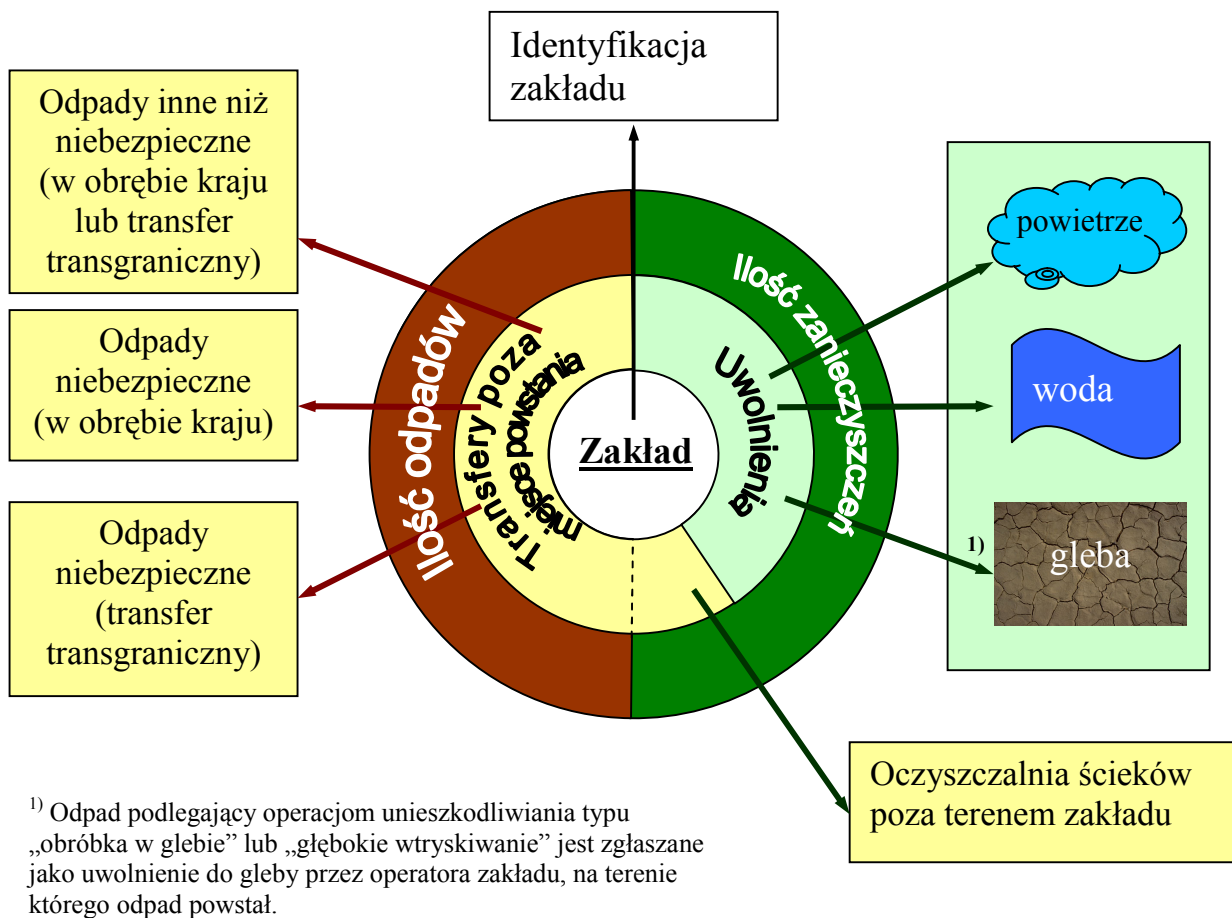 Identyfikacja
zakładu
Odpady inne niż
niebezpieczne
(w obrębie kraju
lub transfer
transgraniczny)
Odpady
niebezpieczne
(w obrębie kraju)
Odpady
niebezpieczne
(transfer
transgraniczny)
Ilość odpadów
Transfery poza
miejsce powstania
Zakład
Uwolnienia
Ilość zanieczyszczeń
powietrze
woda
1)
gleba
Oczyszczalnia ścieków
poza terenem zakładu
1) Odpad podlegający operacjom unieszkodliwiania typu
„obróbka w glebie” lub „głębokie wtryskiwanie” jest zgłaszane
jako uwolnienie do gleby przez operatora zakładu, na terenie
którego odpad powstał.